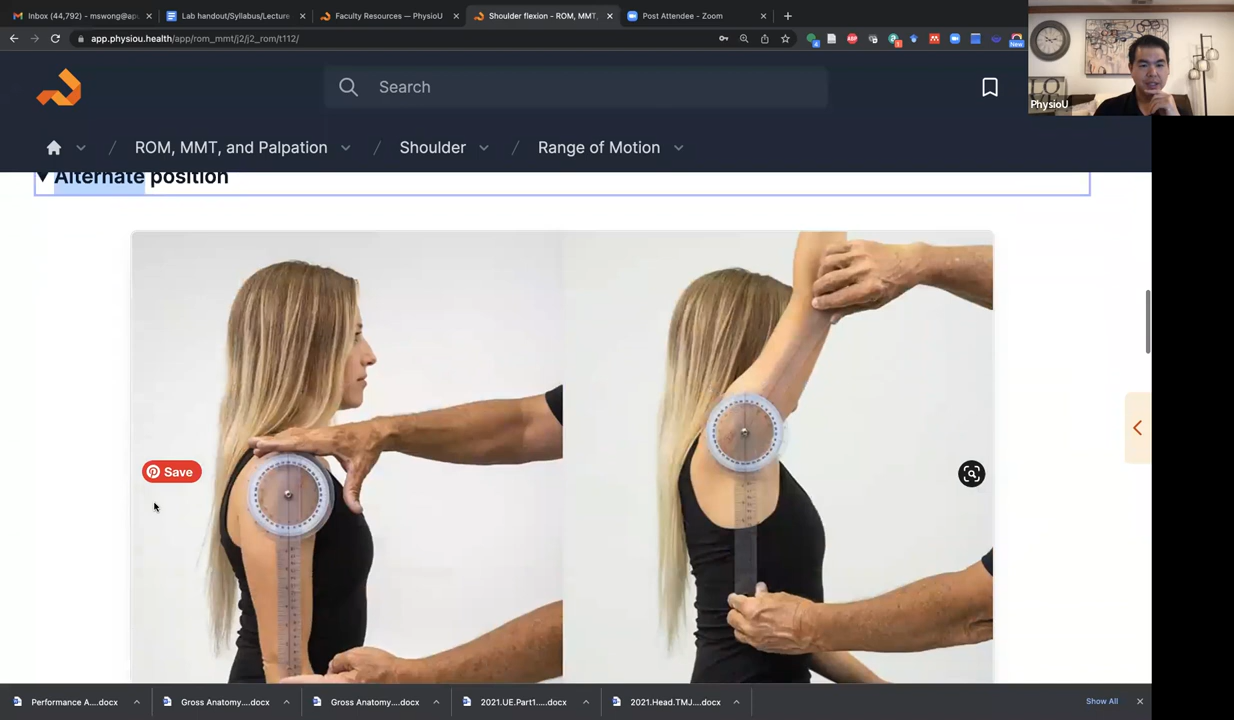 Inbox (44,792) - mswong@ap
Lab handout/Syllabus/Lecture
Faculty Resources — PhysioU
Shoulder flexion - ROM, MMT,
Post Attendee - Zoom
app.physiou.health/app/rom_mmt/j2/j2_rom/t112/
New
Search
PhysioU
/ ROM, MMT, and Palpation / Shoulder / Range of Motion
Alternate position
Save
Performance A....docx
Gross Anatomy....docx
Gross Anatomy....docx
2021.UE.Part1.....docx
2021.Head.TMJ....docx
Show All